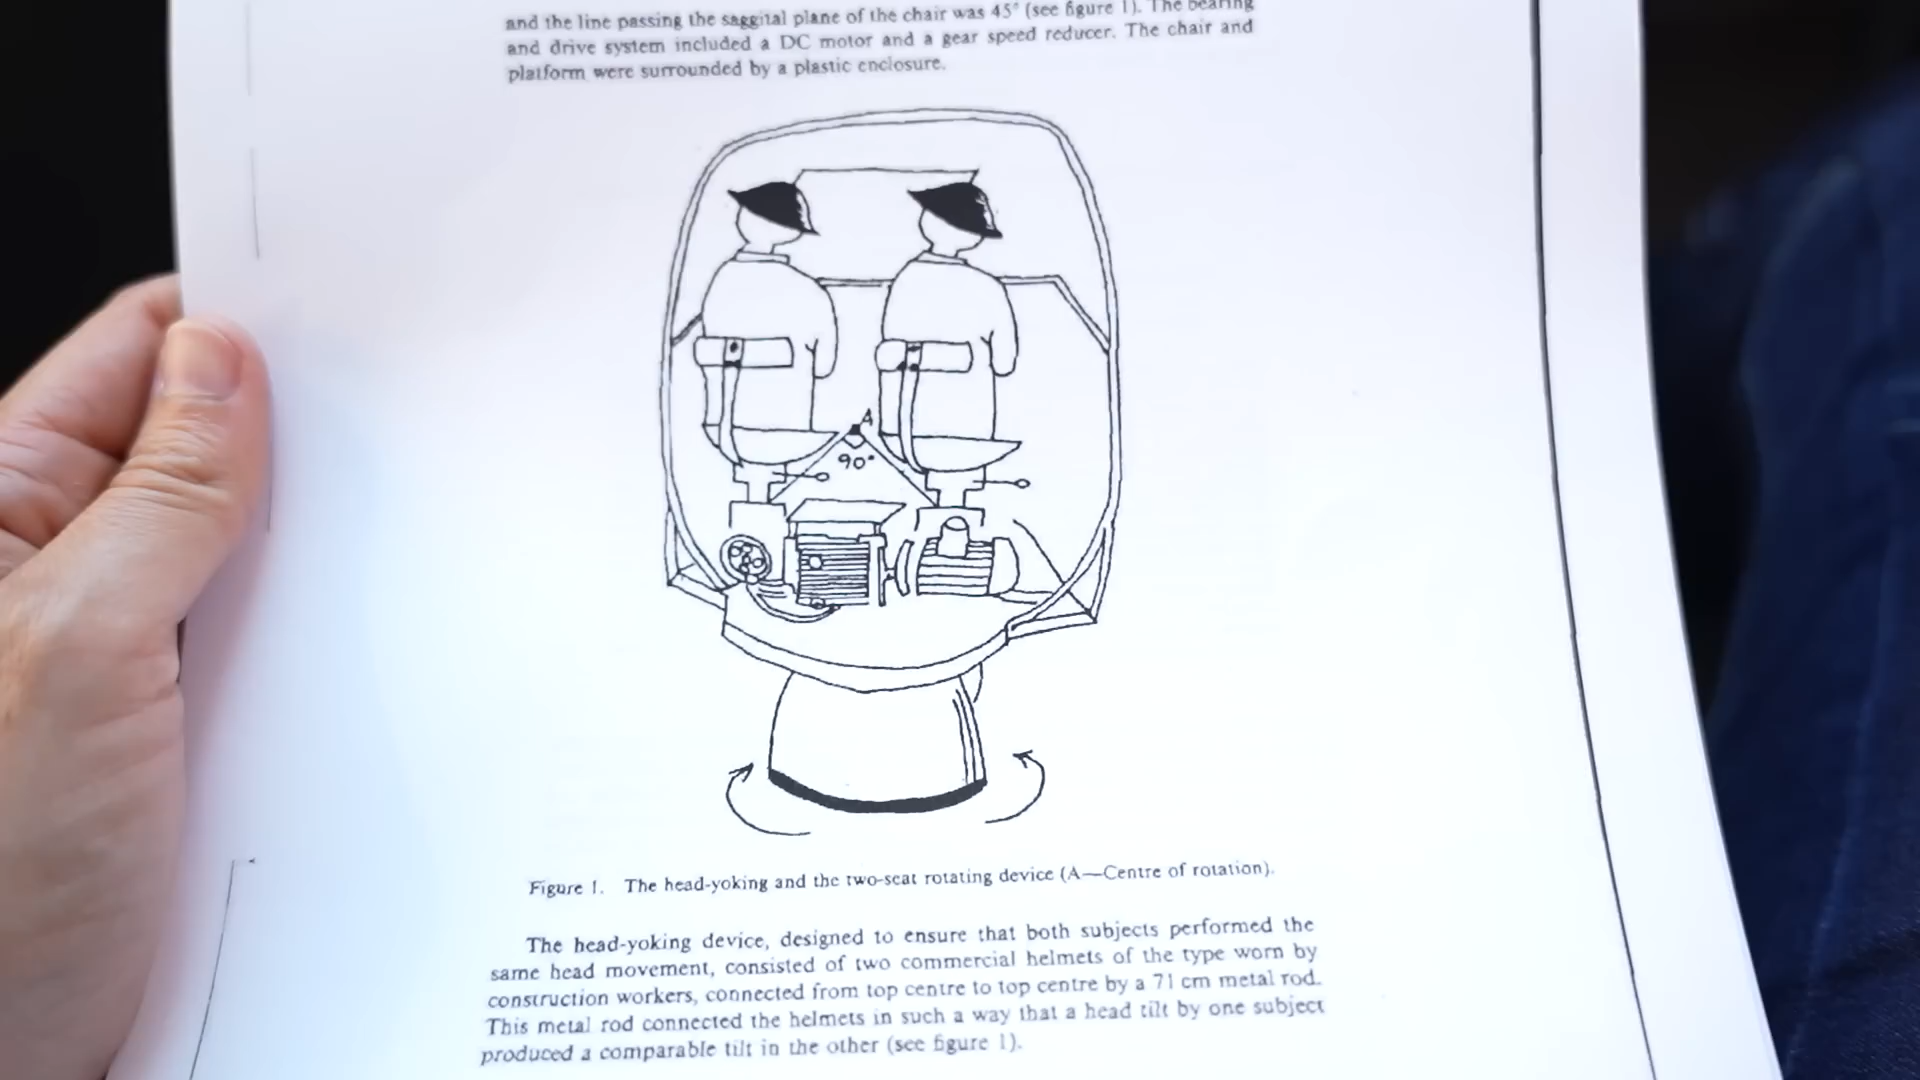 and the line passing the saggital plane of the chair was 45° (see figure 1). The bearing
and drive system included a DC motor and a gear speed reducer. The chair and
platform were surrounded by a plastic enclosure.
A
90°
Figure 1. The head-yoking and the two-seat rotating device (A—Centre of rotation).
The head-yoking device, designed to ensure that both subjects performed the
same head movement, consisted of two commercial helmets of the type worn by
construction workers, connected from top centre to top centre by a 71 cm metal rod.
This metal rod connected the helmets in such a way that a head tilt by one subject
produced a comparable tilt in the other (see figure 1).